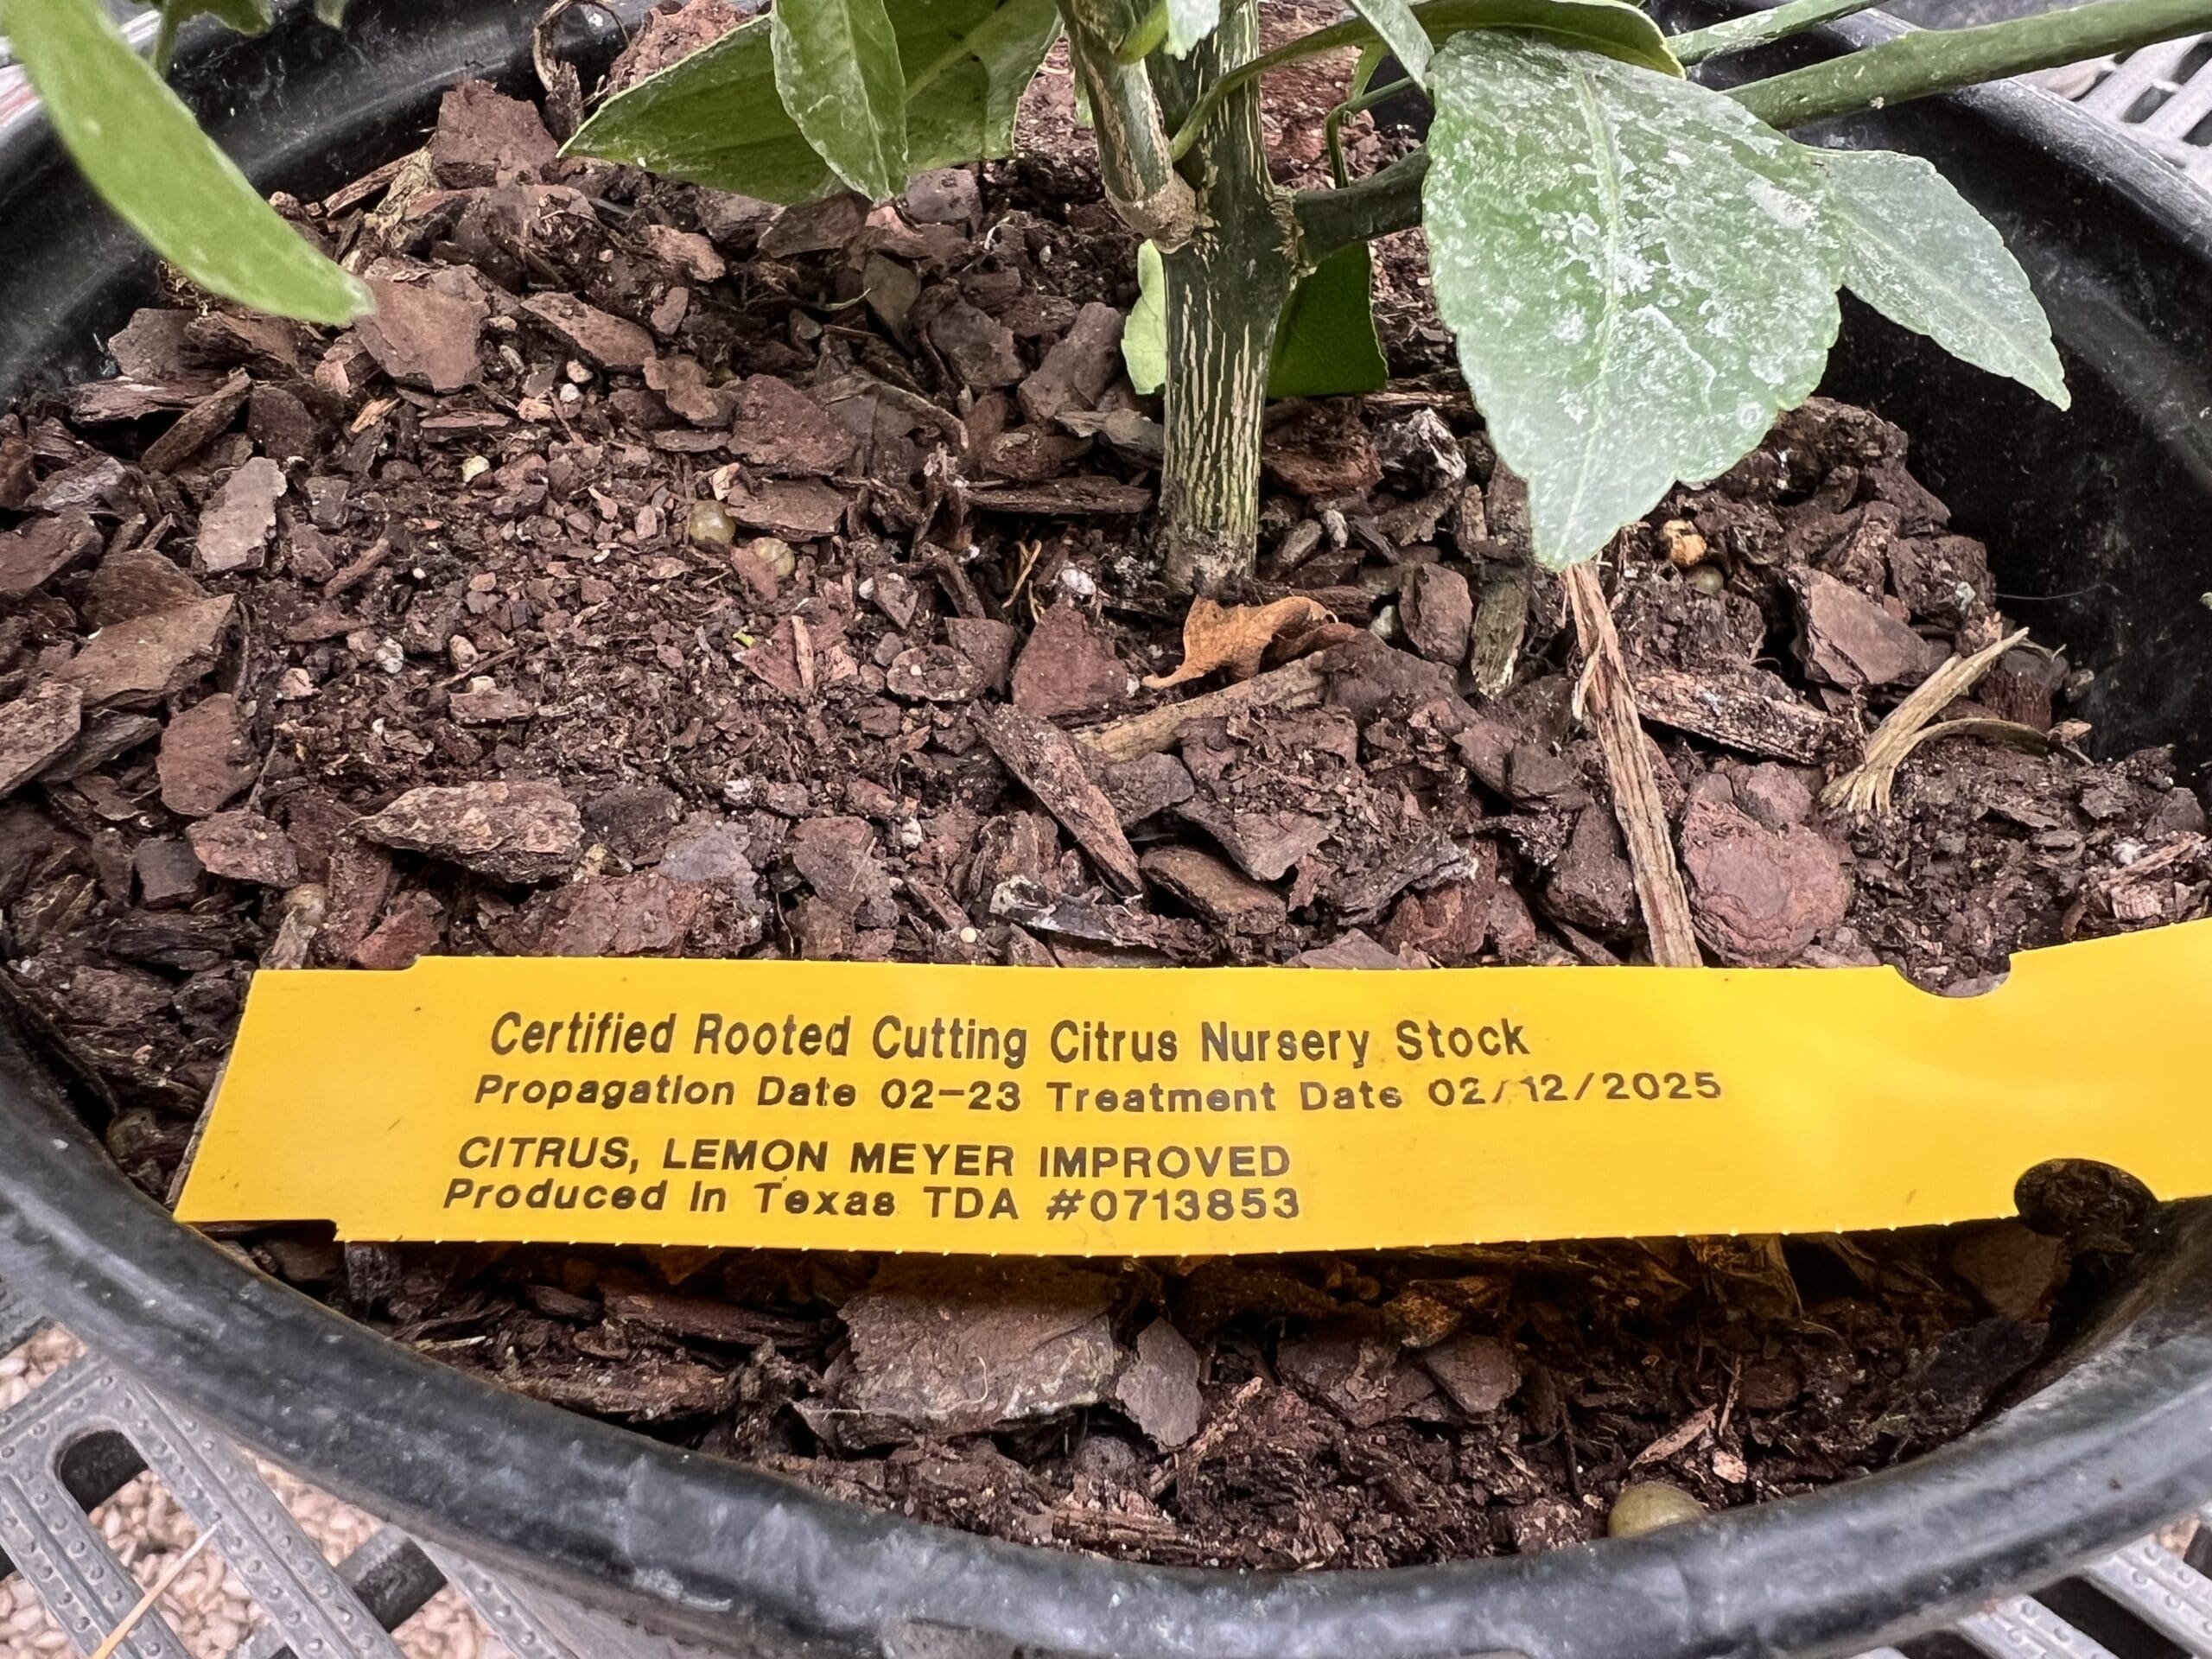 Certified Rooted Cutting Citrus Nursery Stock
Propagation Date 02-23 Treatment Date 02/12/2025
CITRUS, LEMON MEYER IMPROVED
Produced In Texas TDA #0713853